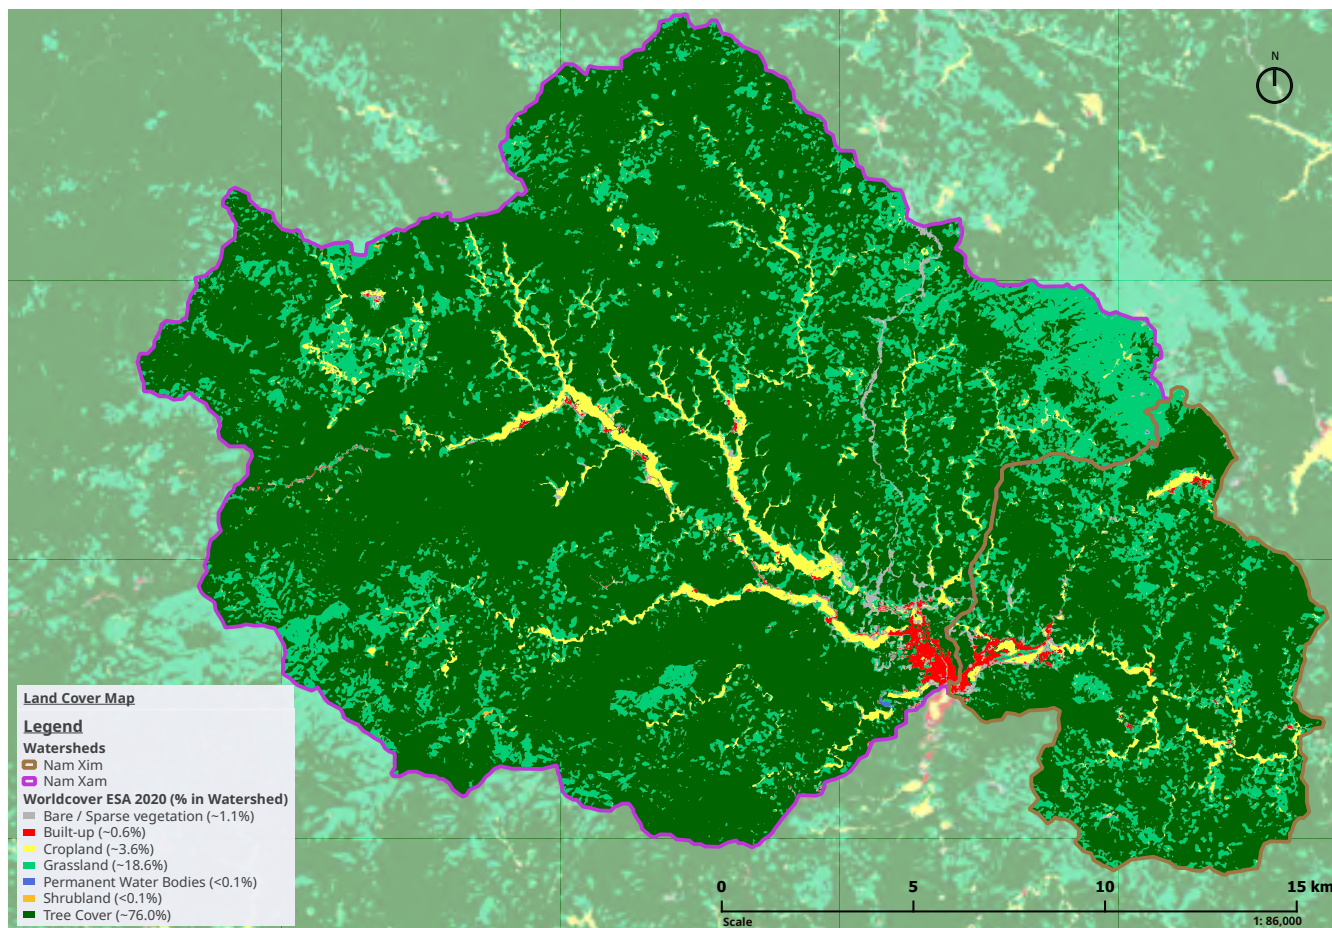 N
Land Cover Map
Legend
Watersheds
Nam Xim
Nam Xam
Worldcover ESA 2020 (% in Watershed)
Bare / Sparse vegetation (~1.1%)
Built-up (~0.6%)
Cropland (~3.6%)
Grassland (~18.6%)
Permanent Water Bodies (<0.1%)
Shrubland (<0.1%)
Tree Cover (~76.0%)
0 5 10 15 km
Scale 1: 86,000